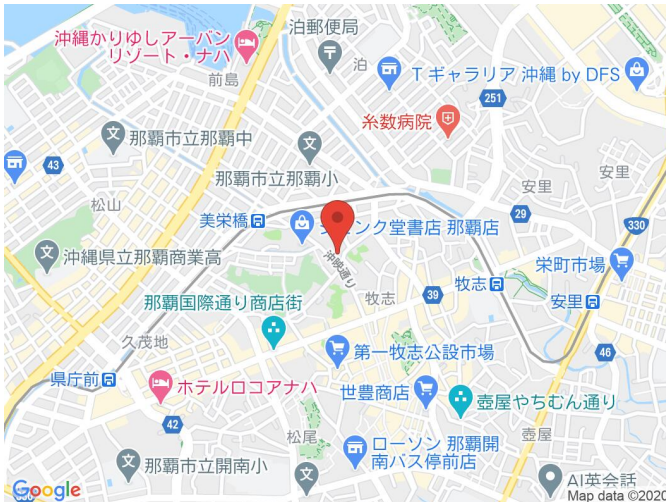 沖縄かりゆしアーバン
リゾート・ナハ
泊郵便局
前島
泊
Tギャラリア 沖縄 by DFS
251
糸数病院
那覇市立那覇中
43
那覇市立那覇小
安里
安里
松山
美栄橋
ンク堂書店 那覇店
29
330
沖縄県立那覇商業高
沖映通り
栄町市場
牧志
牧志
39
安里
那覇国際通り商店街
久茂地
第一牧志公設市場
46
県庁前
ホテルロコアナハ
世豊商店
壺屋やちむん通り
42
松尾
壺屋
ローソン 那覇開
南バス停前店
那覇市立開南小
AI英会話
Google
Map data ©2020